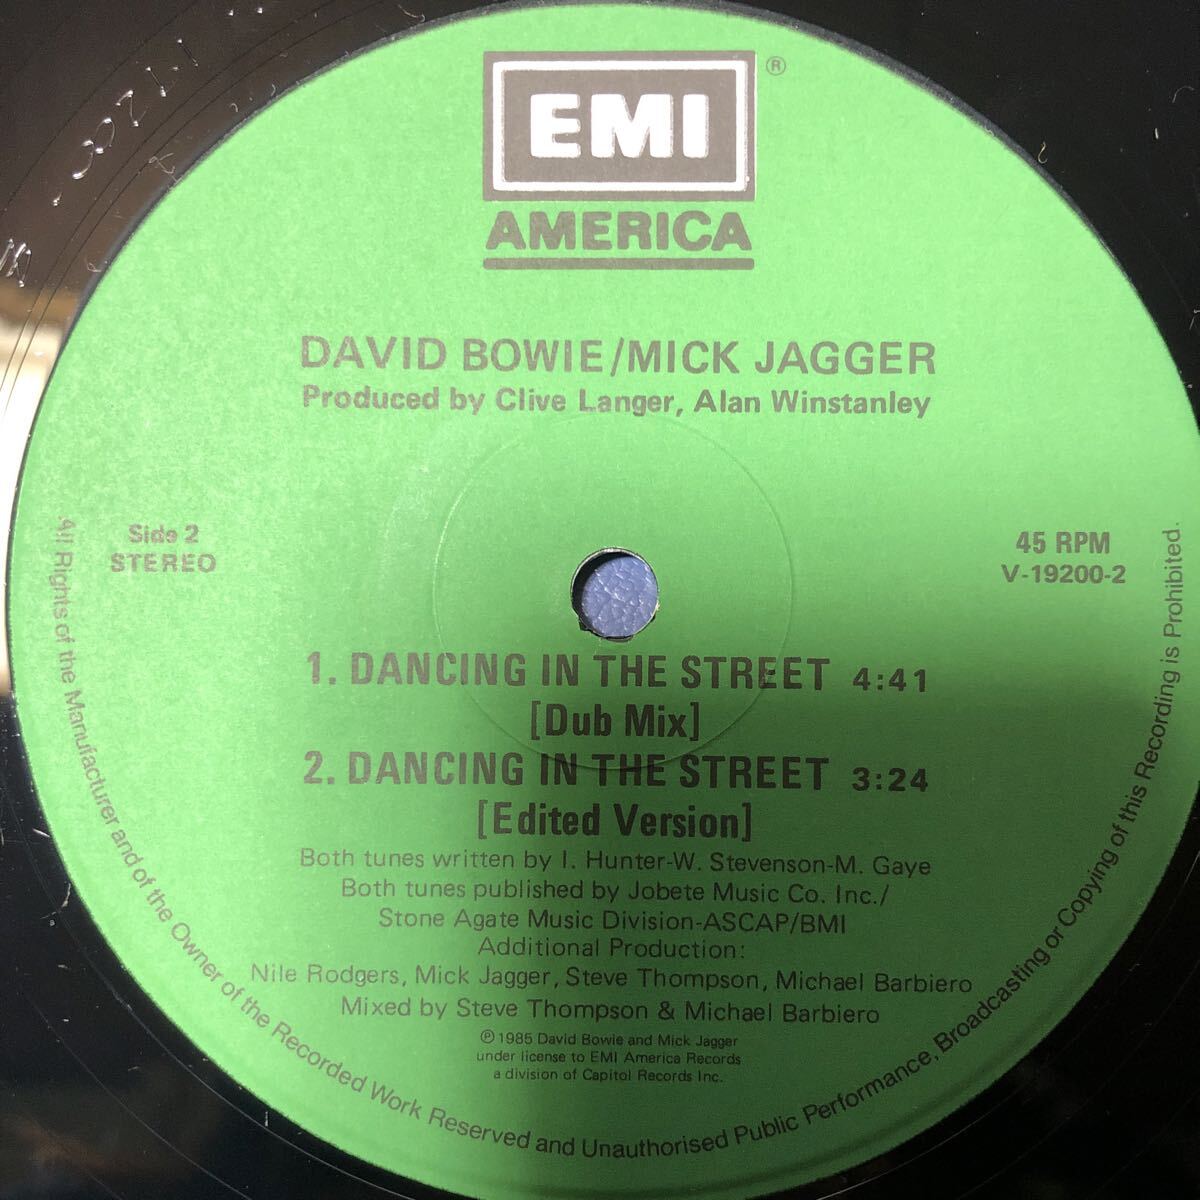 EMI
®
AMERICA
DAVID BOWIE/MICK JAGGER
Produced by Clive Langer, Alan Winstanley
Side 2
STEREO
45 RPM
V-19200-2
1. DANCING IN THE STREET 4:41
[Dub Mix]
2. DANCING IN THE STREET 3:24
[Edited Version]
Both tunes written by I. Hunter-W. Stevenson-M. Gaye
Both tunes published by Jobete Music Co. Inc./
Stone Agate Music Division-ASCAP/BMI
Additional Production:
Nile Rodgers, Mick Jagger, Steve Thompson, Michael Barbiero
Mixed by Steve Thompson & Michael Barbiero
℗ 1985 David Bowie and Mick Jagger
under license to EMI America Records
a division of Capitol Records Inc.
All Rights of the Manufacturer and of the Owner of the Recorded Work Reserved and Unauthorised Public Performance, Broadcasting or Copying of this Recording is Prohibited.